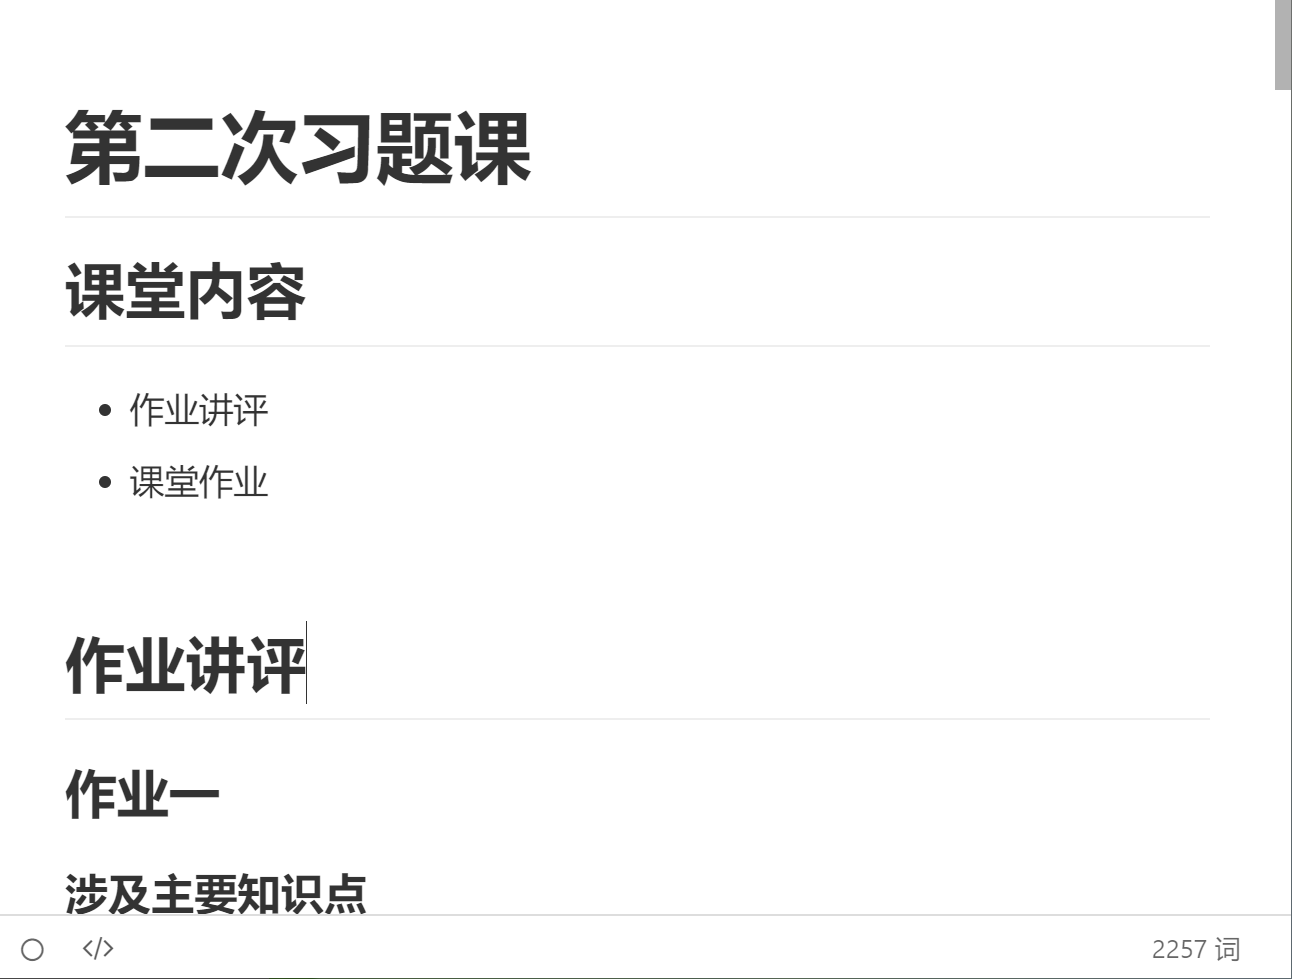 第二次习题课
课堂内容
作业讲评
课堂作业
作业讲评
作业一
涉及主要知识点
</> 2257 词